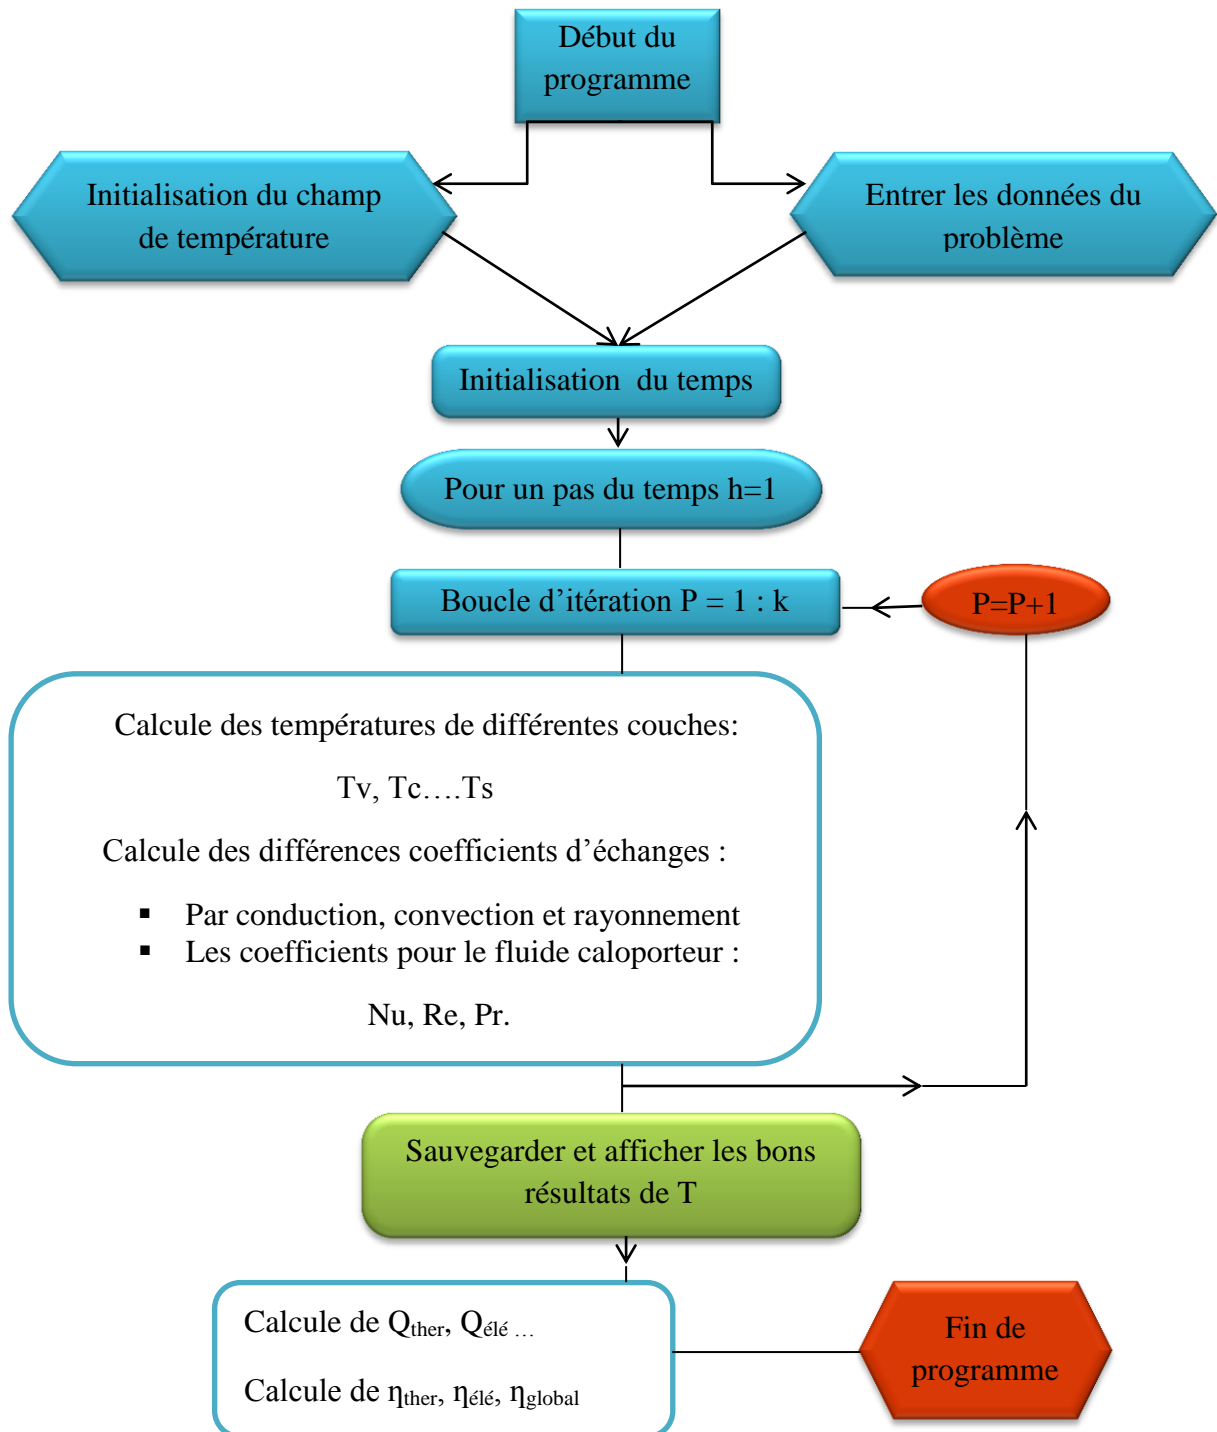 Début du
programme
Initialisation du champ
de température
Entrer les données du
problème
Initialisation du temps
Pour un pas du temps h=1
Boucle d’itération P = 1 : k
P=P+1
Calcule des températures de différentes couches:
Tv, Tc….Ts
Calcule des différences coefficients d’échanges :
▪ Par conduction, convection et rayonnement
▪ Les coefficients pour le fluide caloporteur :
Nu, Re, Pr.
Sauvegarder et afficher les bons
résultats de T
Calcule de Qther, Qélé …
Calcule de ηther, ηélé, ηglobal
Fin de
programme